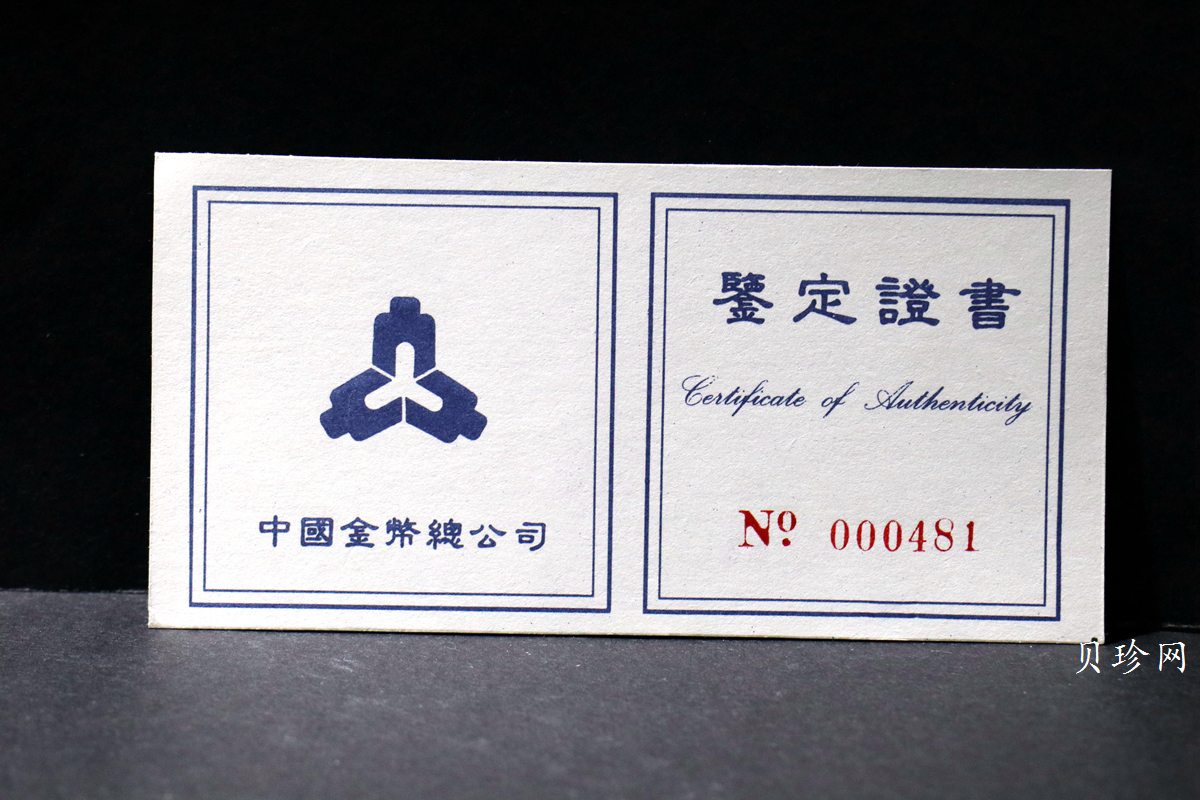 中國金幣總公司
鑒定證書
Certificate of Authenticity
Nº 000481
贝珍网